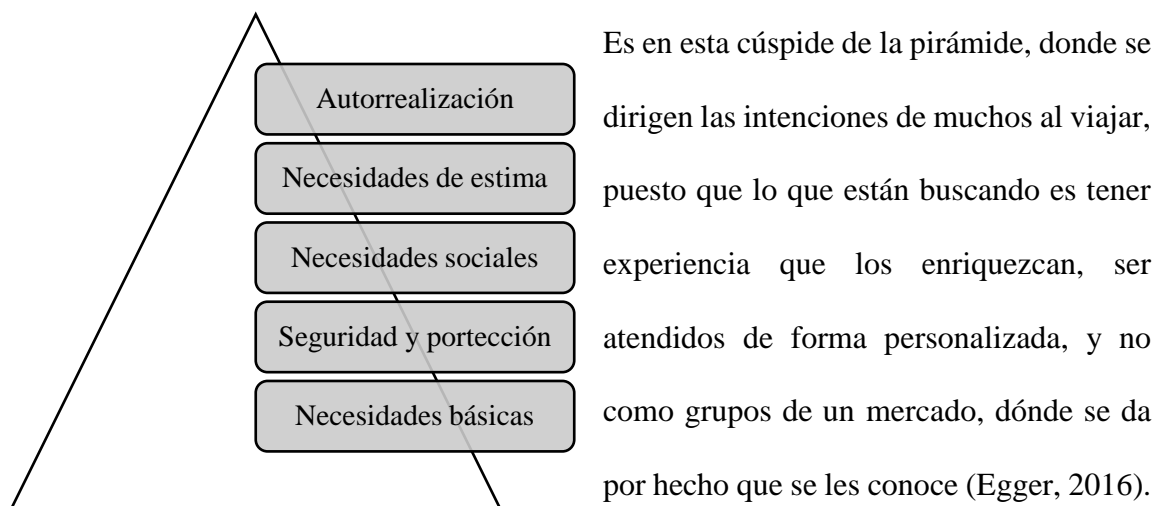 Autorrealización
Necesidades de estima
Necesidades sociales
Seguridad y portección
Necesidades básicas
Es en esta cúspide de la pirámide, donde se
dirigen las intenciones de muchos al viajar,
puesto que lo que están buscando es tener
experiencia que los enriquezcan, ser
atendidos de forma personalizada, y no
como grupos de un mercado, dónde se da
por hecho que se les conoce (Egger, 2016).